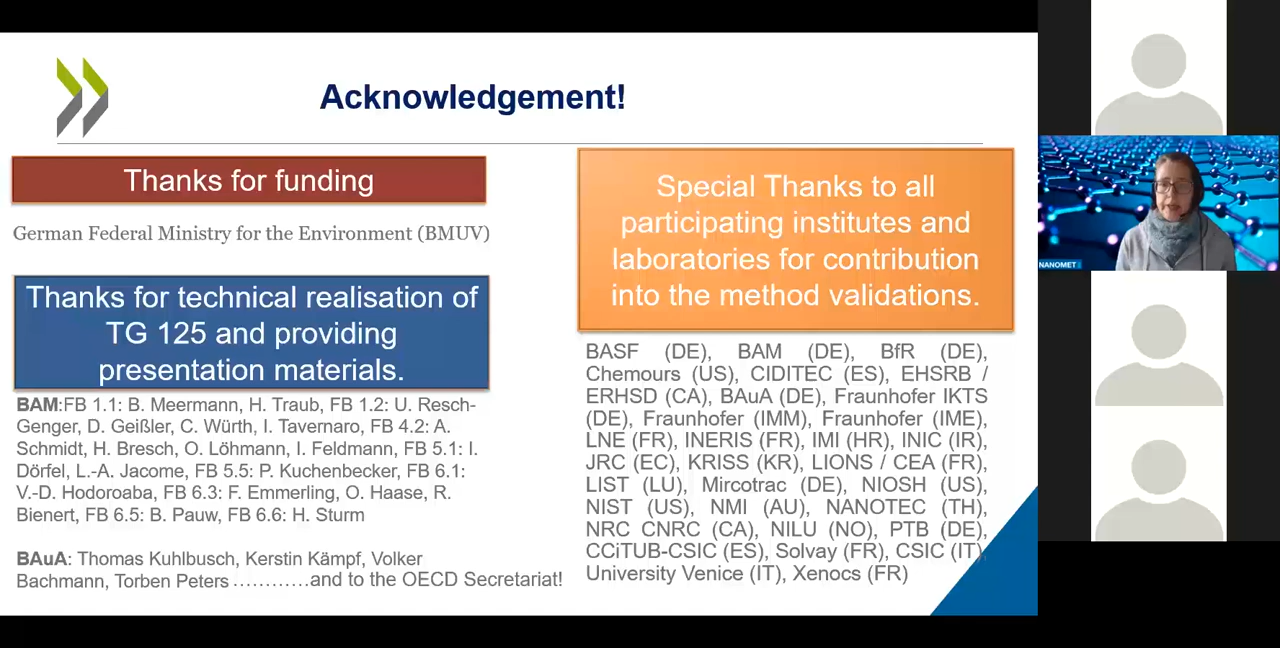 Acknowledgement!
Thanks for funding
German Federal Ministry for the Environment (BMUV)
Thanks for technical realisation of
TG 125 and providing
presentation materials.
BAM:FB 1.1: B. Meermann, H. Traub, FB 1.2: U. Resch-
Genger, D. Geißler, C. Würth, I. Tavernaro, FB 4.2: A.
Schmidt, H. Bresch, O. Löhmann, I. Feldmann, FB 5.1: I.
Dörfel, L.-A. Jacome, FB 5.5: P. Kuchenbecker, FB 6.1:
V.-D. Hodoroaba, FB 6.3: F. Emmerling, O. Haase, R.
Bienert, FB 6.5: B. Pauw, FB 6.6: H. Sturm
BAuA: Thomas Kuhlbusch, Kerstin Kämpf, Volker
Bachmann, Torben Peters ............and to the OECD Secretariat!
Special Thanks to all
participating institutes and
laboratories for contribution
into the method validations.
BASF (DE), BAM (DE), BfR (DE),
Chemours (US), CIDITEC (ES), EHSRB /
ERHSD (CA), BAuA (DE), Fraunhofer IKTS
(DE), Fraunhofer (IMM), Fraunhofer (IME),
LNE (FR), INERIS (FR), IMI (HR), INIC (IR),
JRC (EC), KRISS (KR), LIONS / CEA (FR),
LIST (LU), Mircotrac (DE), NIOSH (US),
NIST (US), NMI (AU), NANOTEC (TH),
NRC CNRC (CA), NILU (NO), PTB (DE),
CCiTUB-CSIC (ES), Solvay (FR), CSIC (IT),
University Venice (IT), Xenocs (FR)
NANOMET